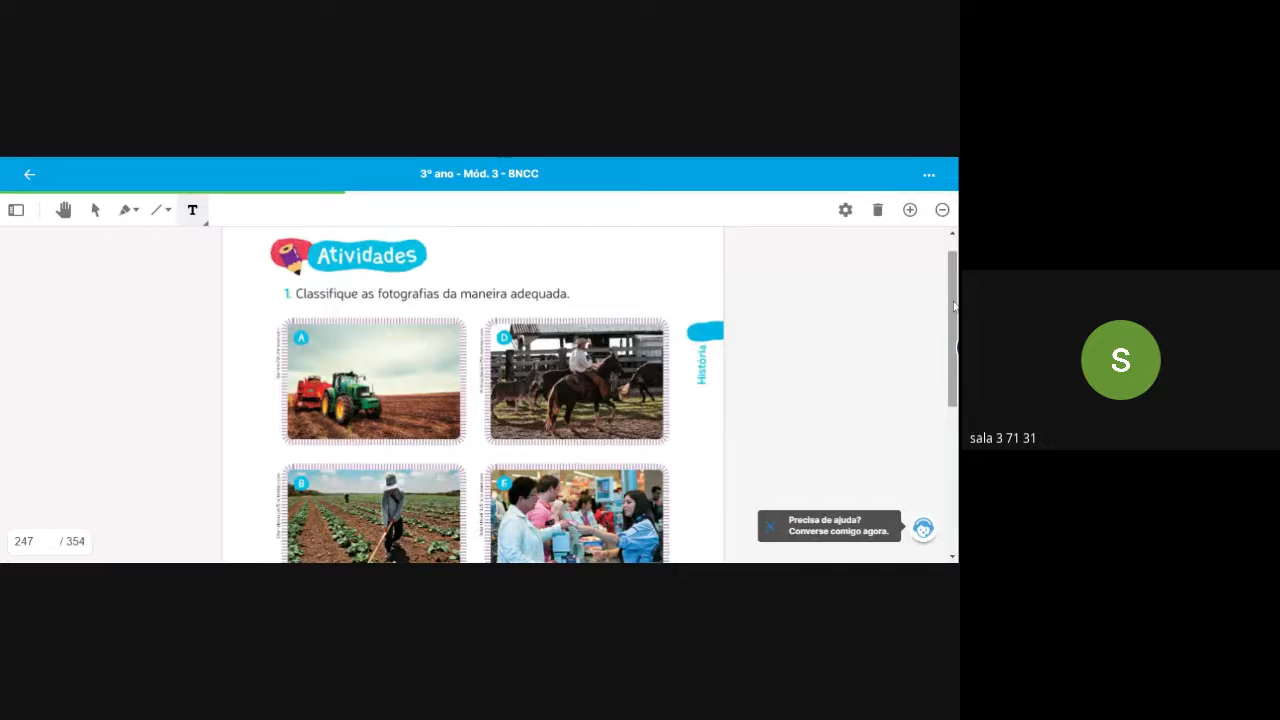 3º ano - Mód. 3 - BNCC
T
Atividades
1. Classifique as fotografias da maneira adequada.
A
D
História
B
E
Precisa de ajuda?
Converse comigo agora.
247 / 354
S
sala 3 71 31